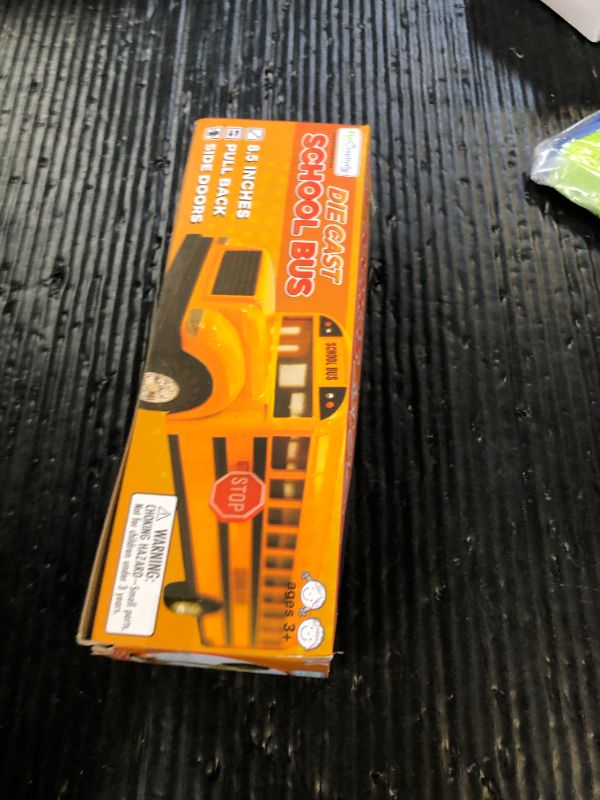 DIE CAST
SCHOOL BUS
8.5 INCHES
PULL BACK
SIDE DOORS
SCHOOL BUS
STOP
ages 3+
WARNING:
CHOKING HAZARD—Small parts.
Not for children under 3 years.